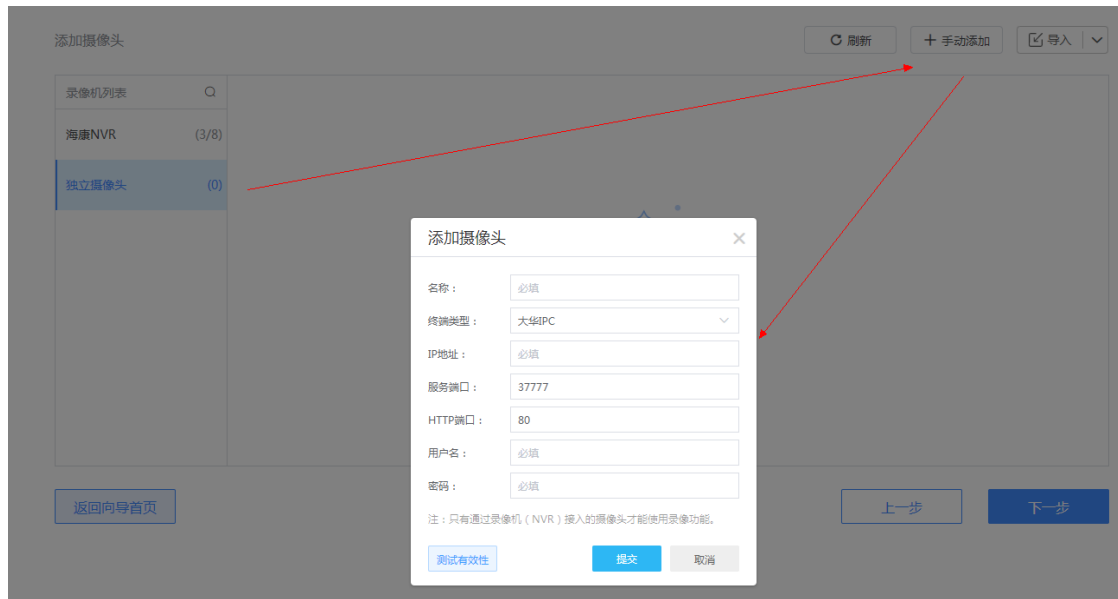 添加摄像头
刷新
手动添加
导入
录像机列表
海康NVR (3/8)
独立摄像头 (0)
添加摄像头
名称： 必填
终端类型： 大华IPC
IP地址： 必填
服务端口： 37777
HTTP端口： 80
用户名： 必填
密码： 必填
注：只有通过录像机（NVR）接入的摄像头才能使用录像功能。
测试有效性 提交 取消
返回向导首页 上一步 下一步